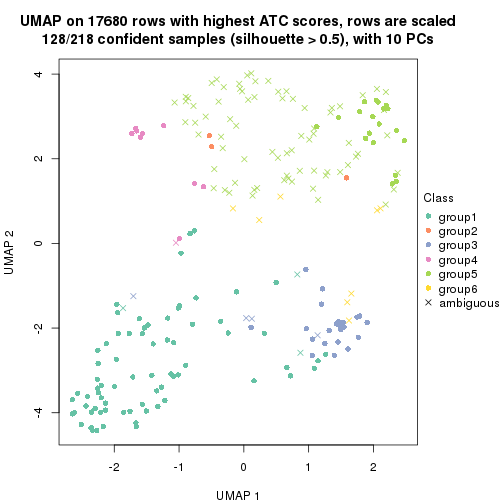 UMAP on 17680 rows with highest ATC scores, rows are scaled
128/218 confident samples (silhouette > 0.5), with 10 PCs
4
2
0
-2
-4
UMAP 2
-2
-1
0
1
2
UMAP 1
Class
group1
group2
group3
group4
group5
group6
ambiguous